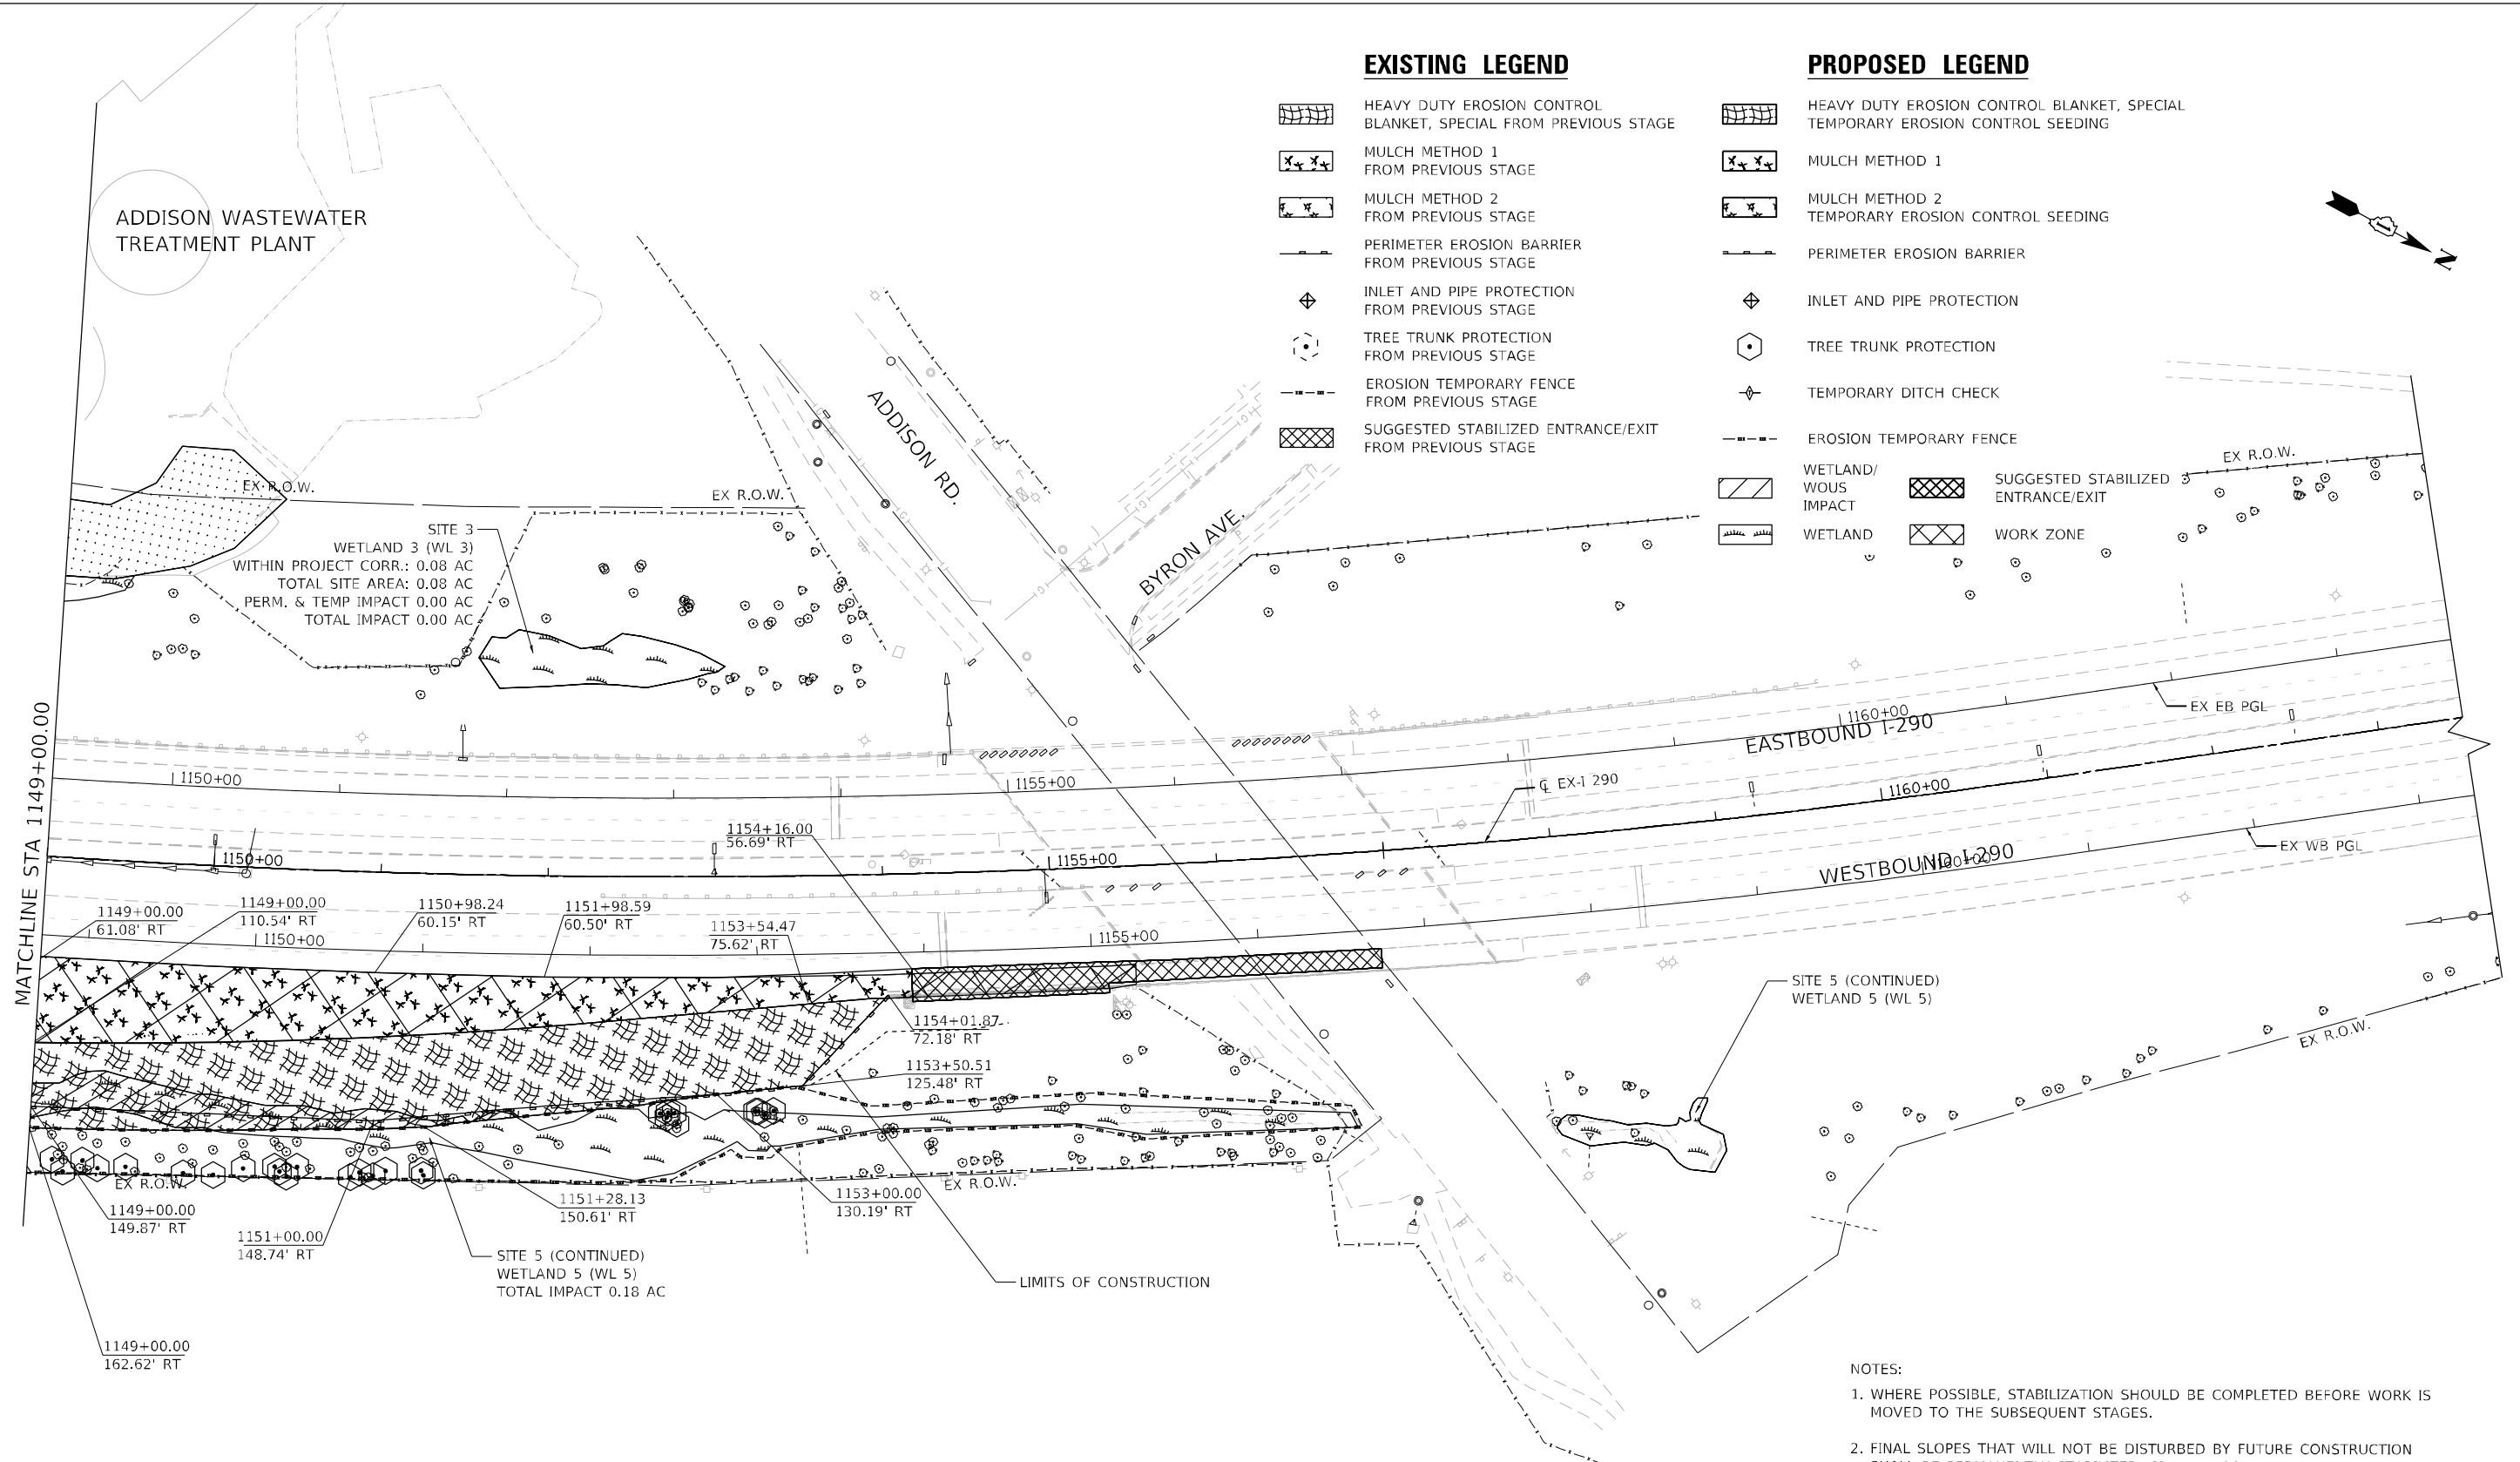 EXISTING LEGEND
HEAVY DUTY EROSION CONTROL
BLANKET, SPECIAL FROM PREVIOUS STAGE
MULCH METHOD 1
FROM PREVIOUS STAGE
MULCH METHOD 2
FROM PREVIOUS STAGE
PERIMETER EROSION BARRIER
FROM PREVIOUS STAGE
INLET AND PIPE PROTECTION
FROM PREVIOUS STAGE
TREE TRUNK PROTECTION
FROM PREVIOUS STAGE
EROSION TEMPORARY FENCE
FROM PREVIOUS STAGE
SUGGESTED STABILIZED ENTRANCE/EXIT
FROM PREVIOUS STAGE
PROPOSED LEGEND
HEAVY DUTY EROSION CONTROL BLANKET, SPECIAL
TEMPORARY EROSION CONTROL SEEDING
MULCH METHOD 1
MULCH METHOD 2
TEMPORARY EROSION CONTROL SEEDING
PERIMETER EROSION BARRIER
INLET AND PIPE PROTECTION
TREE TRUNK PROTECTION
TEMPORARY DITCH CHECK
EROSION TEMPORARY FENCE
WETLAND/
WOUS
IMPACT
SUGGESTED STABILIZED
ENTRANCE/EXIT
WETLAND
WORK ZONE
N
ADDISON WASTEWATER
TREATMENT PLANT
EX R.O.W.
EX R.O.W.
EX R.O.W.
ADDISON RD.
BYRON AVE.
SITE 3
WETLAND 3 (WL 3)
WITHIN PROJECT CORR.: 0.08 AC
TOTAL SITE AREA: 0.08 AC
PERM. & TEMP IMPACT 0.00 AC
TOTAL IMPACT 0.00 AC
MATCHLINE STA 1149+00.00
1150+00
1155+00
1160+00
EASTBOUND I-290
EX EB PGL
℄ EX-I 290
1150+00
1155+00
1160+00
1154+16.00
56.69' RT
WESTBOUND I-290
1160+00
EX WB PGL
1149+00.00
61.08' RT
1149+00.00
110.54' RT
1150+98.24
60.15' RT
1151+98.59
60.50' RT
1153+54.47
75.62' RT
1150+00
1155+00
SITE 5 (CONTINUED)
WETLAND 5 (WL 5)
1154+01.87
72.18' RT
1153+50.51
125.48' RT
EX R.O.W.
EX R.O.W.
EX R.O.W.
1149+00.00
149.87' RT
1151+00.00
148.74' RT
1151+28.13
150.61' RT
1153+00.00
130.19' RT
SITE 5 (CONTINUED)
WETLAND 5 (WL 5)
TOTAL IMPACT 0.18 AC
LIMITS OF CONSTRUCTION
1149+00.00
162.62' RT
NOTES:
1. WHERE POSSIBLE, STABILIZATION SHOULD BE COMPLETED BEFORE WORK IS
MOVED TO THE SUBSEQUENT STAGES.
2. FINAL SLOPES THAT WILL NOT BE DISTURBED BY FUTURE CONSTRUCTION